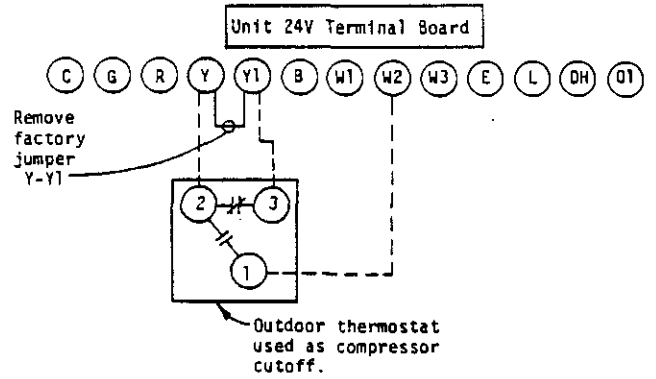 Unit 24V Terminal Board
C G R Y Y1 B W1 W2 W3 E L DH O1
Remove
factory
jumper
Y-Y1
2 3
1
Outdoor thermostat
used as compressor
cutoff.